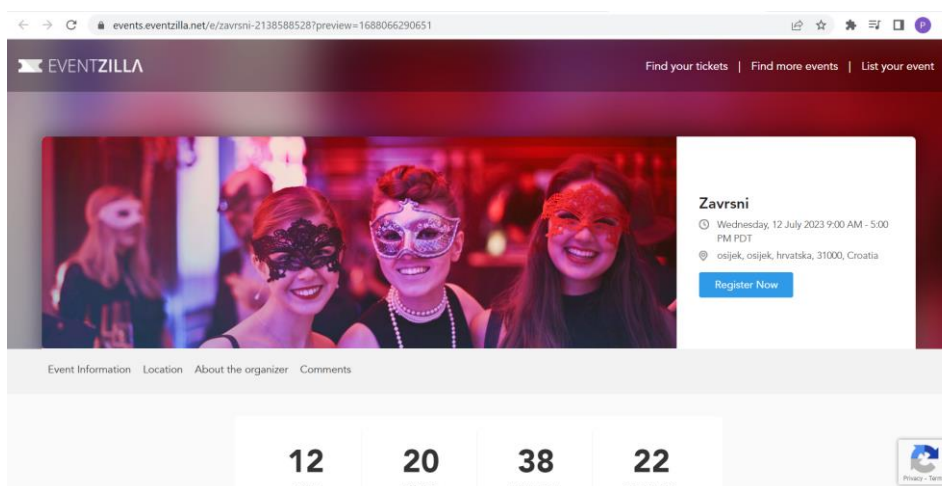 events.eventzilla.net/e/zavrsni-2138588528?preview=1688066290651
P
EVENTZILLA
Find your tickets | Find more events | List your event
Zavrsni
Wednesday, 12 July 2023 9:00 AM - 5:00
PM PDT
osijek, osijek, hrvatska, 31000, Croatia
Register Now
Event Information Location About the organizer Comments
12 20 38 22
Privacy - Term